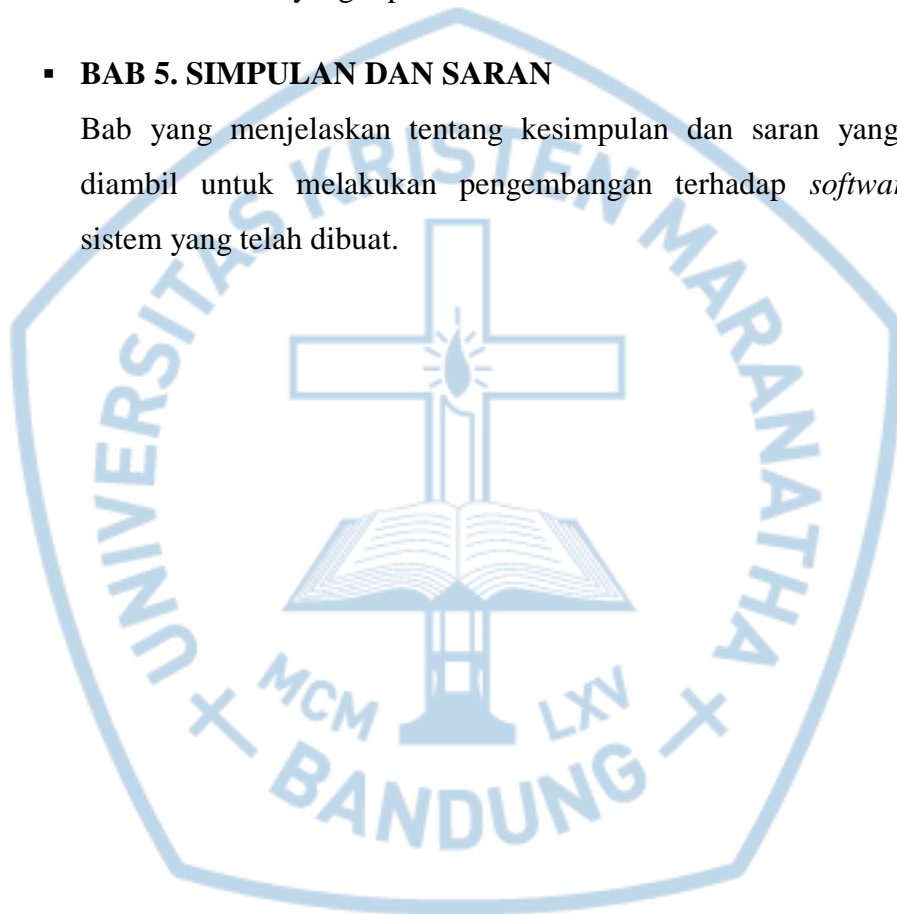 ▪ BAB 5. SIMPULAN DAN SARAN
Bab yang menjelaskan tentang kesimpulan dan saran yang
diambil untuk melakukan pengembangan terhadap softwar
sistem yang telah dibuat.
UNIVERSITAS KRISTEN MARANATHA
MCM LXV
BANDUNG